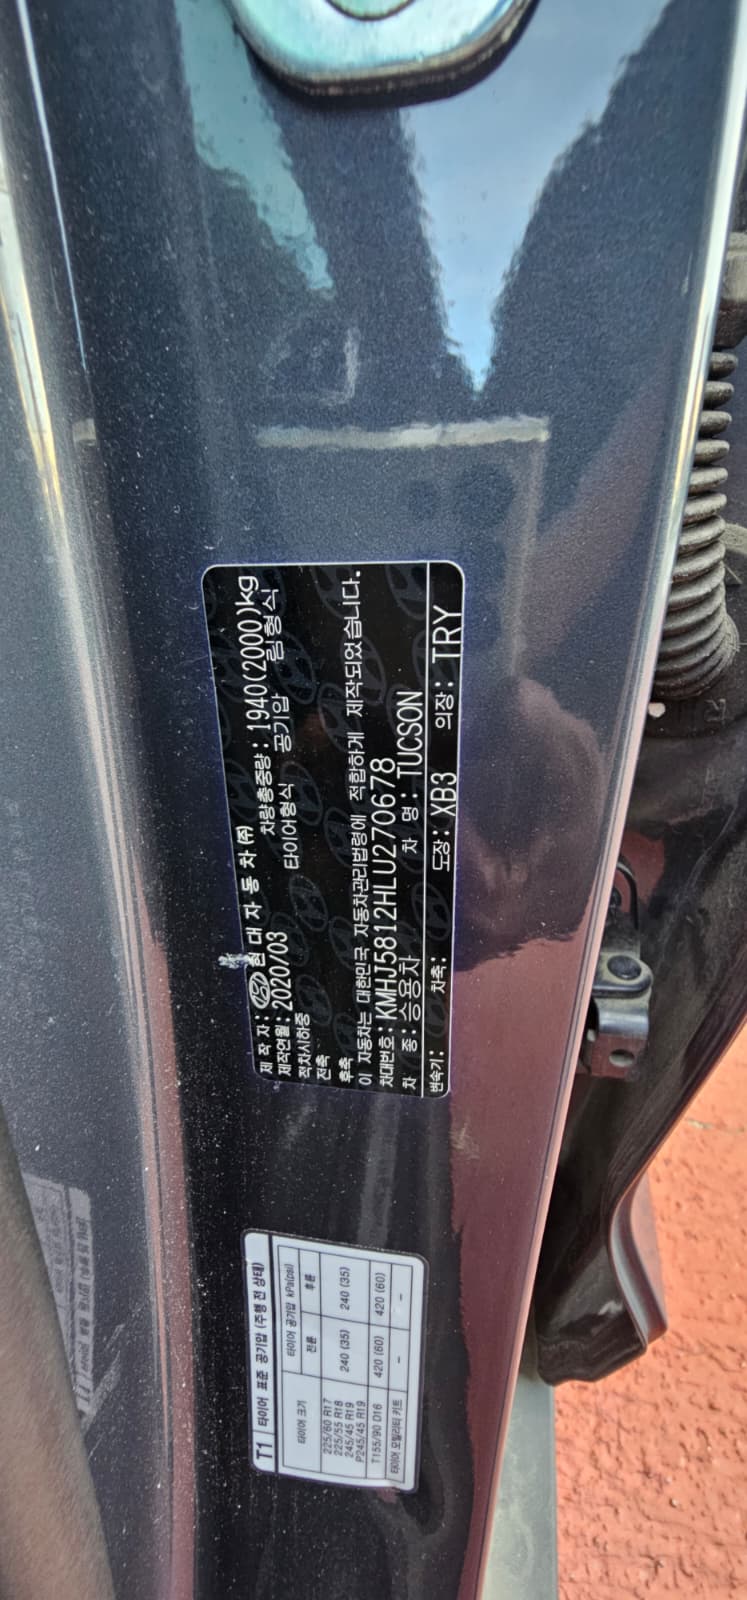 제 작 자: 현 대 자 동 차 (주)
제작연월: 2020/03 차량총중량: 1940(2000)kg
적차시하중 타이어형식 공기압 림형식
전축
후축
이 자동차는 대한민국 자동차관리법령에 적합하게 제작되었습니다.
차대번호: KMHJ5812HLU270678
차 종: 승용차 차 명: TUCSON
변속기: 차축: 도장: XB3 의장: TRY
T1 타이어 표준 공기압 (주행 전 상태)
타이어 크기 타이어 공기압 kPa(psi)
전륜 후륜
225/60 R17
225/55 R18
245/45 R19
P245/45 R19
240 (35) 240 (35)
T155/90 D16 420 (60) 420 (60)
타이어 모빌리티 키트 – –